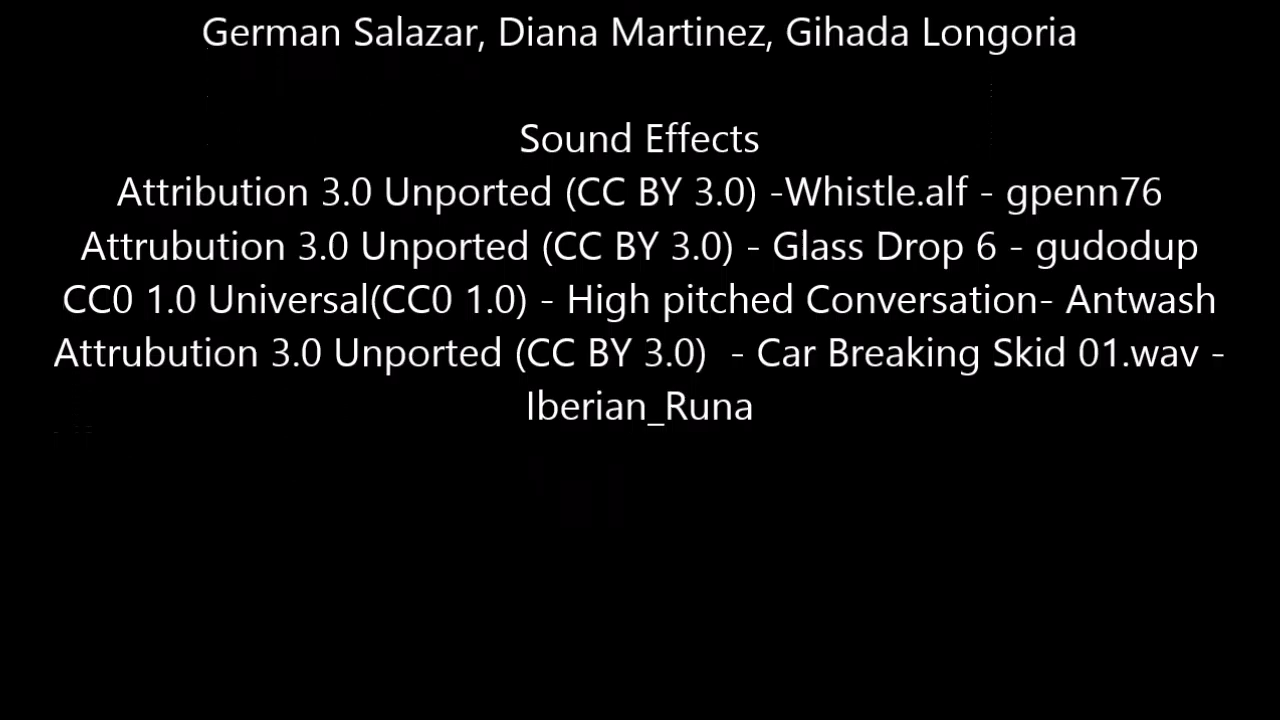 German Salazar, Diana Martinez, Gihada Longoria
Sound Effects
Attribution 3.0 Unported (CC BY 3.0) -Whistle.alf - gpenn76
Attrubution 3.0 Unported (CC BY 3.0) - Glass Drop 6 - gudodup
CC0 1.0 Universal(CC0 1.0) - High pitched Conversation- Antwash
Attrubution 3.0 Unported (CC BY 3.0)  - Car Breaking Skid 01.wav -
Iberian_Runa